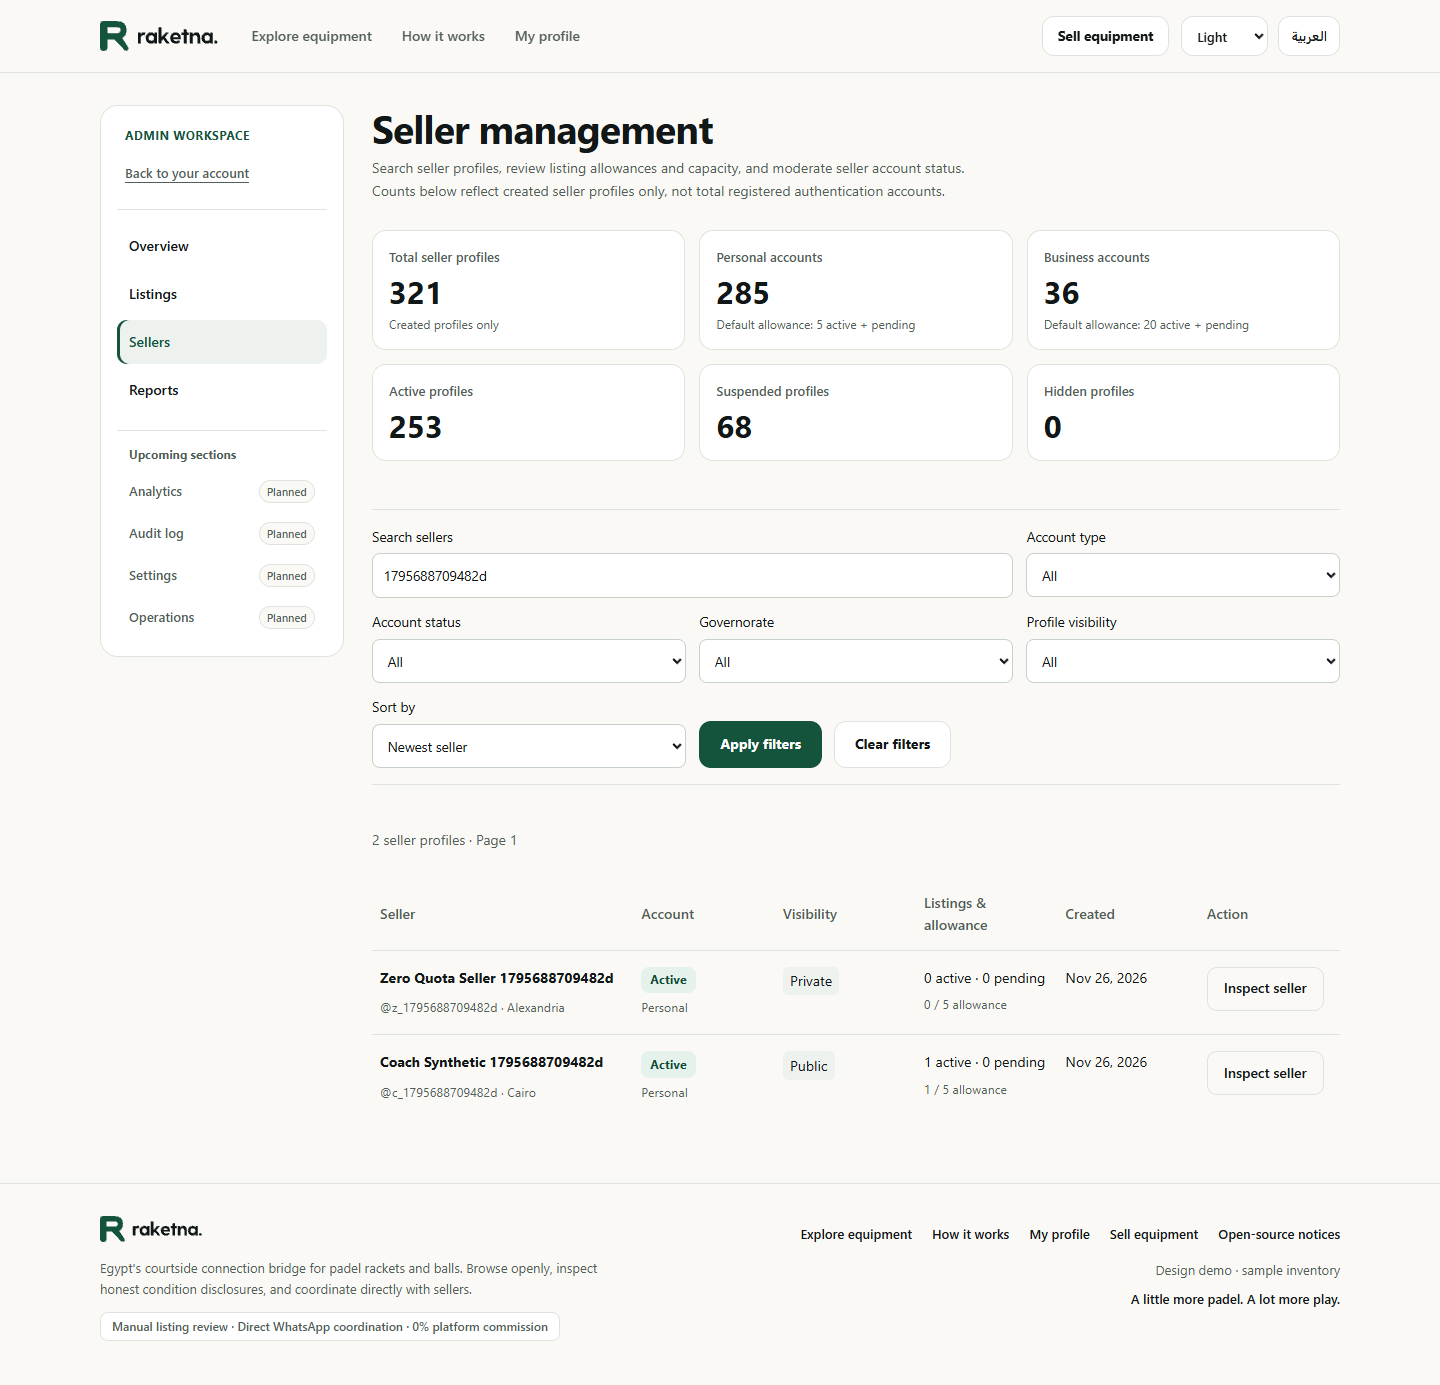 raketna.
Explore equipment
How it works
My profile
Sell equipment
Light
العربية
ADMIN WORKSPACE
Back to your account
Overview
Listings
Sellers
Reports
Upcoming sections
Analytics Planned
Audit log Planned
Settings Planned
Operations Planned
Seller management
Search seller profiles, review listing allowances and capacity, and moderate seller account status.
Counts below reflect created seller profiles only, not total registered authentication accounts.
Total seller profiles
321
Created profiles only
Personal accounts
285
Default allowance: 5 active + pending
Business accounts
36
Default allowance: 20 active + pending
Active profiles
253
Suspended profiles
68
Hidden profiles
0
Search sellers
1795688709482d
Account type
All
Account status
All
Governorate
All
Profile visibility
All
Sort by
Newest seller
Apply filters
Clear filters
2 seller profiles · Page 1
Seller
Account
Visibility
Listings &
allowance
Created
Action
Zero Quota Seller 1795688709482d
@z_1795688709482d · Alexandria
Active
Personal
Private
0 active · 0 pending
0 / 5 allowance
Nov 26, 2026
Inspect seller
Coach Synthetic 1795688709482d
@c_1795688709482d · Cairo
Active
Personal
Public
1 active · 0 pending
1 / 5 allowance
Nov 26, 2026
Inspect seller
raketna.
Egypt's courtside connection bridge for padel rackets and balls. Browse openly, inspect
honest condition disclosures, and coordinate directly with sellers.
Manual listing review · Direct WhatsApp coordination · 0% platform commission
Explore equipment
How it works
My profile
Sell equipment
Open-source notices
Design demo · sample inventory
A little more padel. A lot more play.